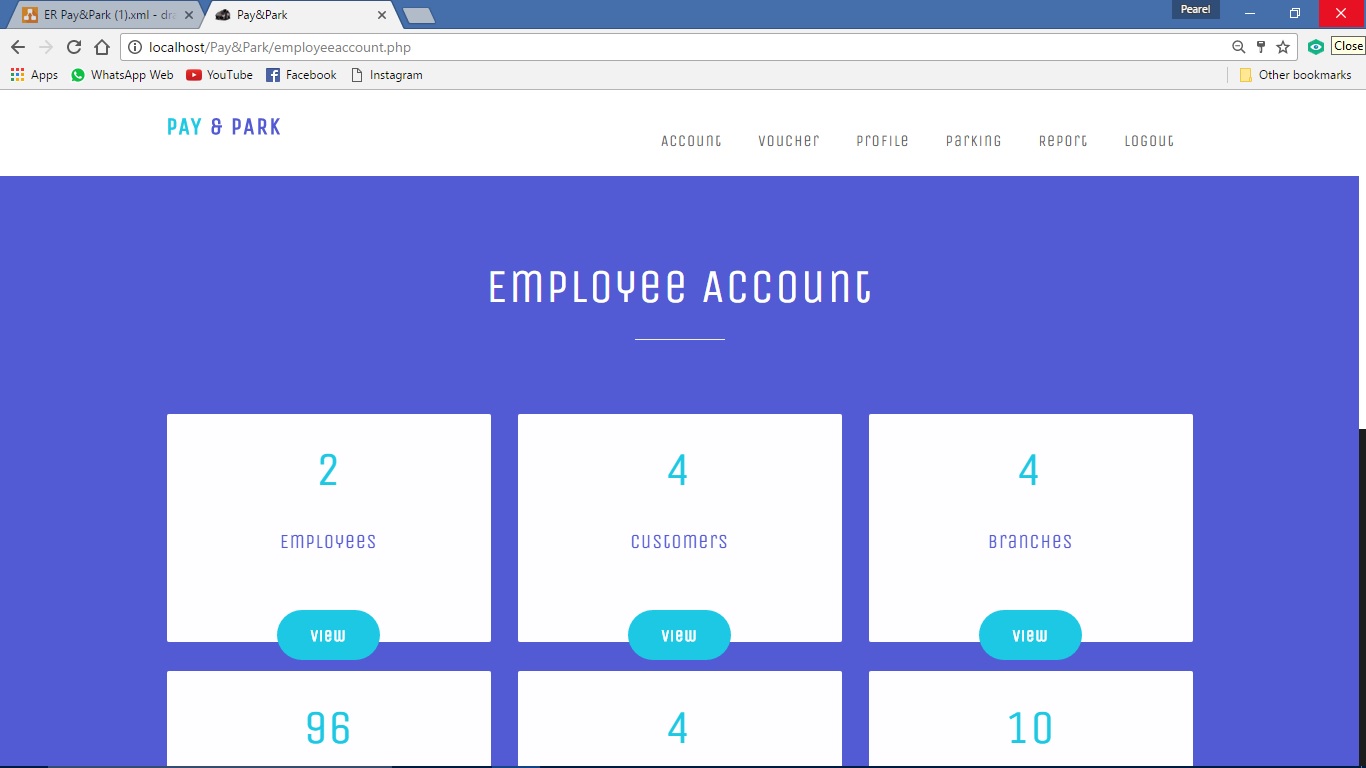 ER Pay&Park (1).xml - dra
Pay&Park
Pearel
localhost/Pay&Park/employeeaccount.php
Close
Apps WhatsApp Web YouTube Facebook Instagram Other bookmarks
PAY & PARK
Account Voucher Profile Parking Report Logout
Employee Account
2 4 4
Employees Customers Branches
View View View
96 4 10